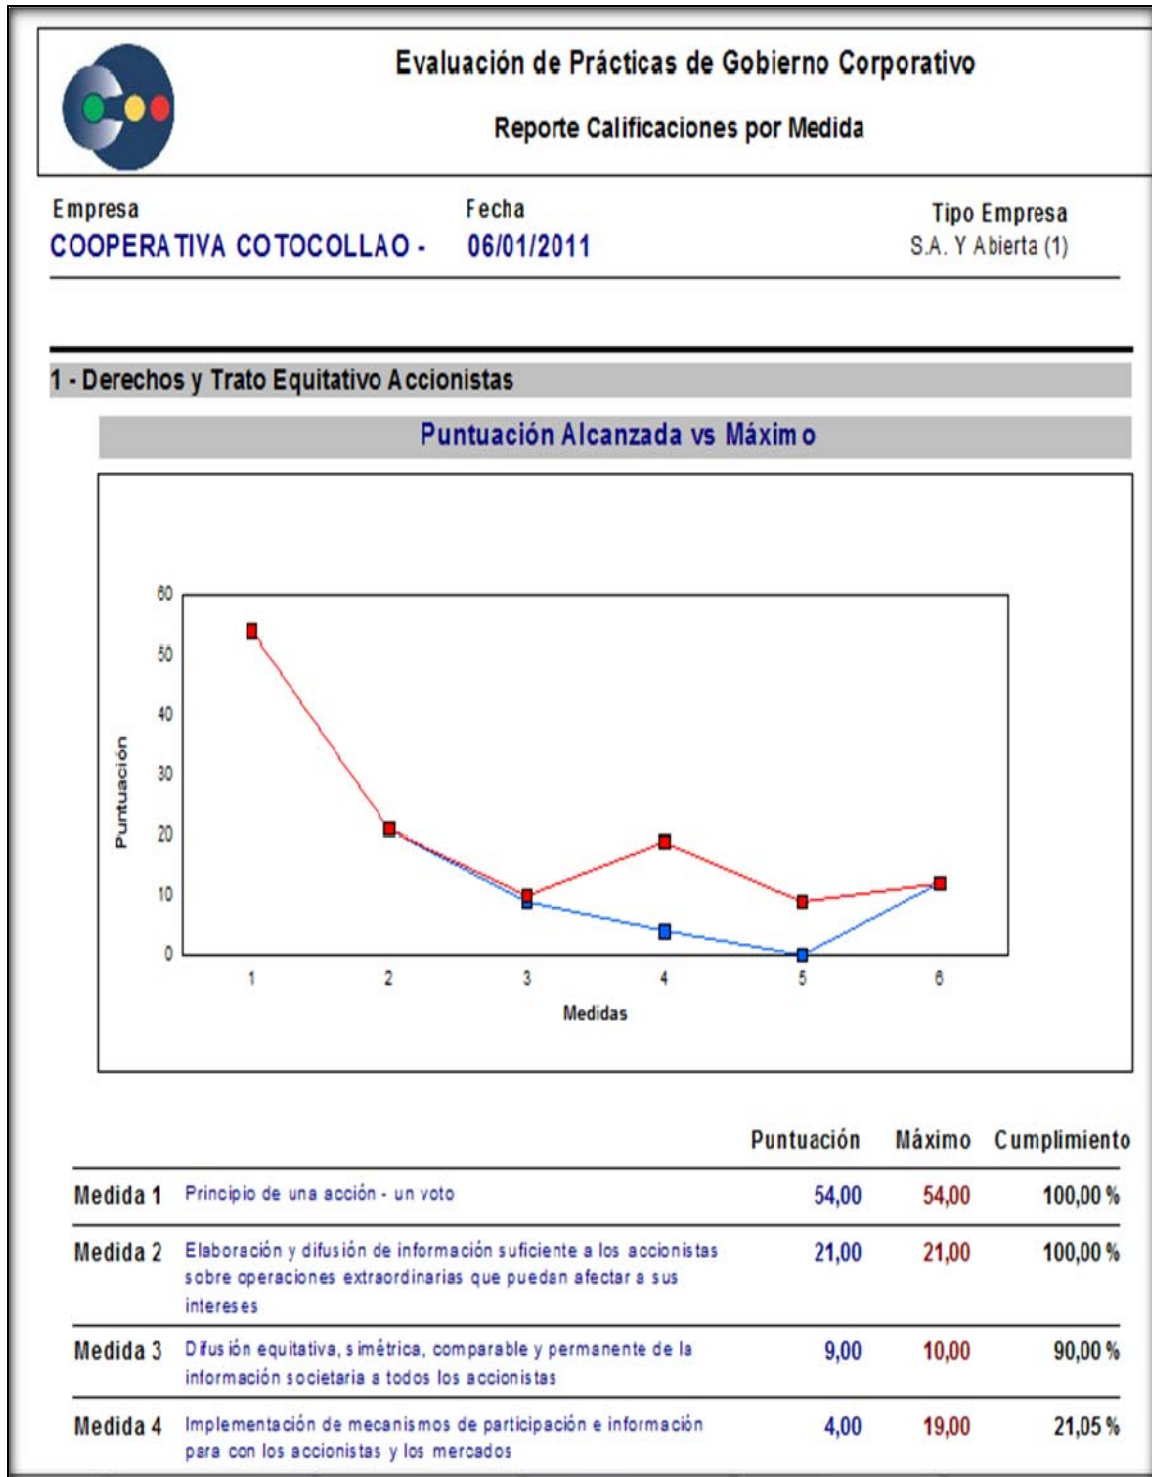 Evaluación de Prácticas de Gobierno Corporativo
Reporte Calificaciones por Medida
Empresa Fecha Tipo Empresa
COOPERATIVA COTOCOLLAO - 06/01/2011 S.A. Y Abierta (1)
1 - Derechos y Trato Equitativo Accionistas
Puntuación Alcanzada vs Máximo
60
50
40
30
20
10
0
Puntuación
1 2 3 4 5 6
Medidas
Puntuación Máximo Cumplimiento
Medida 1 Principio de una acción - un voto 54,00 54,00 100,00 %
Medida 2 Elaboración y difusión de información suficiente a los accionistas 21,00 21,00 100,00 %
sobre operaciones extraordinarias que puedan afectar a sus
intereses
Medida 3 Difusión equitativa, simétrica, comparable y permanente de la 9,00 10,00 90,00 %
información societaria a todos los accionistas
Medida 4 Implementación de mecanismos de participación e información 4,00 19,00 21,05 %
para con los accionistas y los mercados